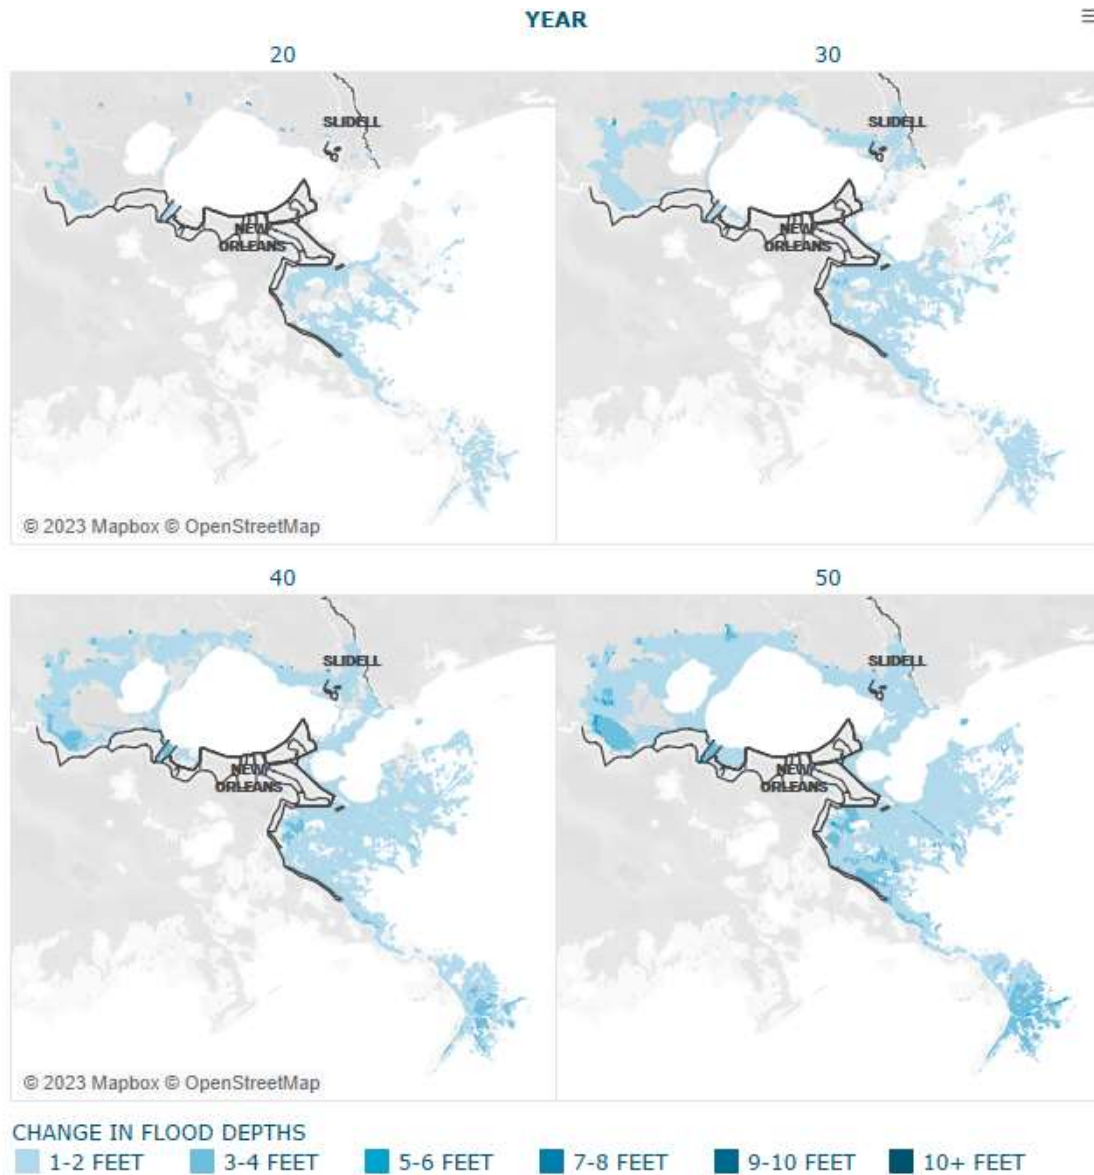 YEAR
20
30
SLIDELL
SLIDELL
NEW
ORLEANS
NEW
ORLEANS
© 2023 Mapbox © OpenStreetMap
40
50
SLIDELL
SLIDELL
NEW
ORLEANS
NEW
ORLEANS
© 2023 Mapbox © OpenStreetMap
CHANGE IN FLOOD DEPTHS
1-2 FEET 3-4 FEET 5-6 FEET 7-8 FEET 9-10 FEET 10+ FEET